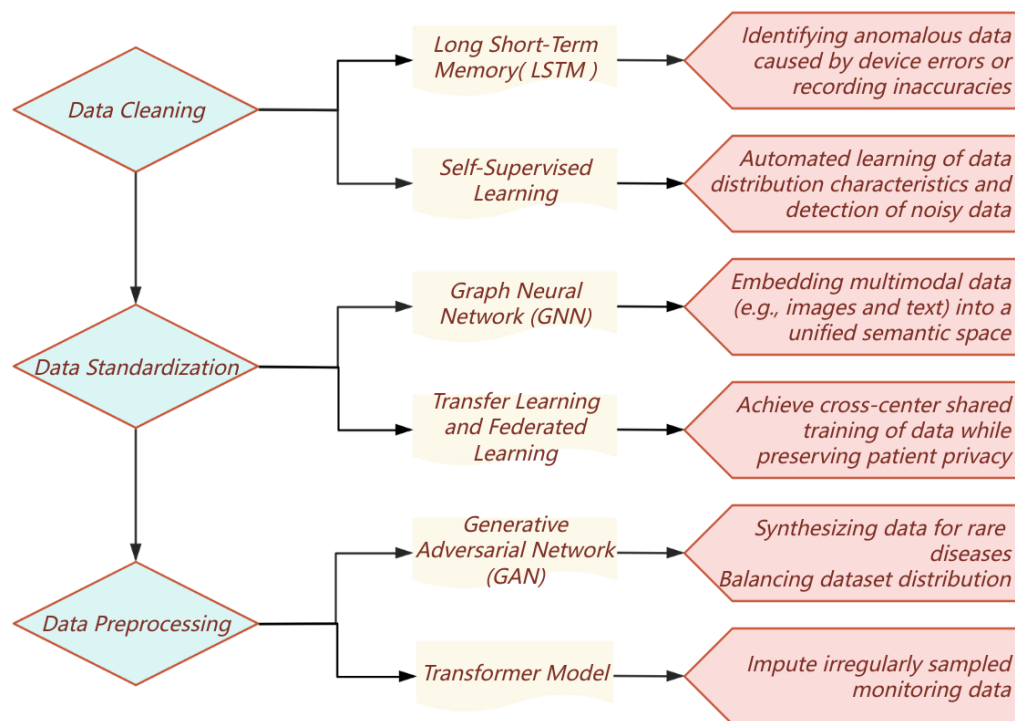 Data Cleaning
Long Short-Term
Memory( LSTM )
Identifying anomalous data
caused by device errors or
recording inaccuracies
Self-Supervised
Learning
Automated learning of data
distribution characteristics and
detection of noisy data
Data Standardization
Graph Neural
Network (GNN)
Embedding multimodal data
(e.g., images and text) into a
unified semantic space
Transfer Learning
and Federated
Learning
Achieve cross-center shared
training of data while
preserving patient privacy
Data Preprocessing
Generative
Adversarial Network
(GAN)
Synthesizing data for rare
diseases
Balancing dataset distribution
Transformer Model
Impute irregularly sampled
monitoring data